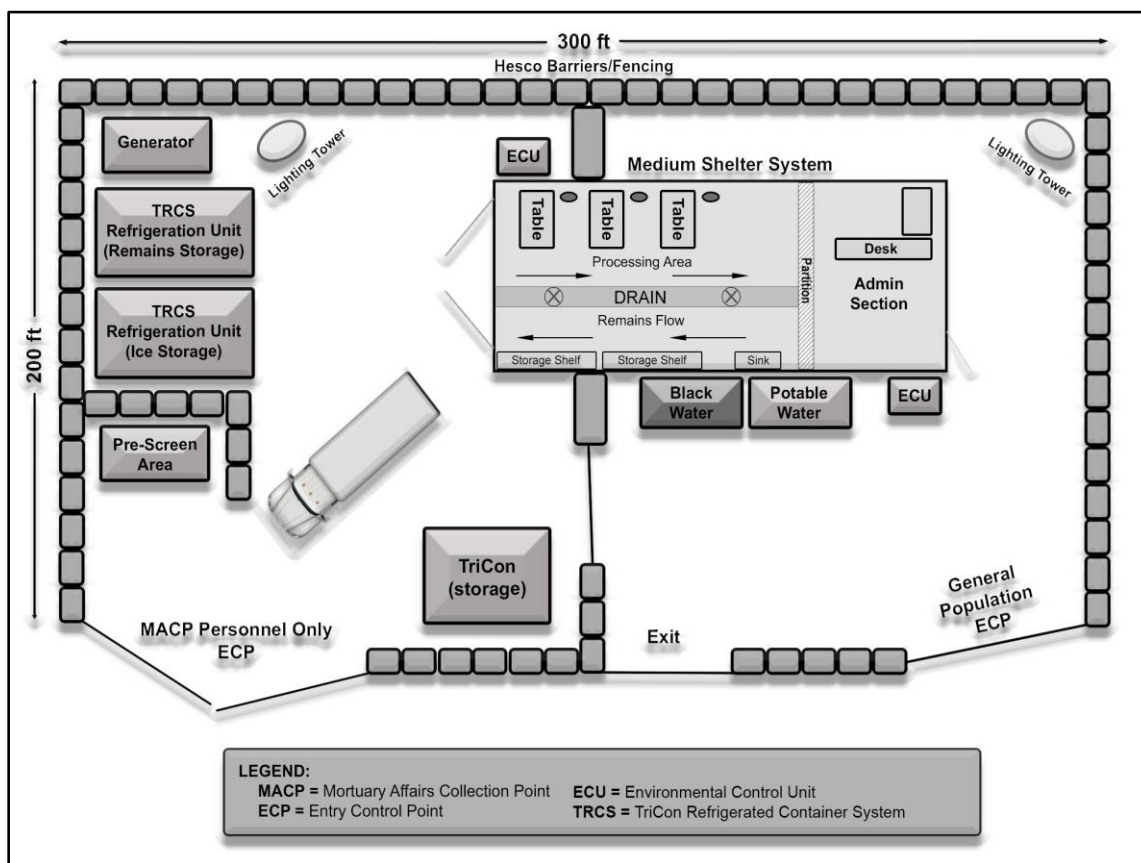 300 ft
Hesco Barriers/Fencing
200 ft
Generator
Lighting Tower
ECU
Medium Shelter System
Lighting Tower
TRCS
Refrigeration Unit
(Remains Storage)
Table
Table
Table
Processing Area
Partition
Desk
Admin
Section
DRAIN
Remains Flow
TRCS
Refrigeration Unit
(Ice Storage)
Storage Shelf
Storage Shelf
Sink
Black
Water
Potable
Water
ECU
Pre-Screen
Area
TriCon
(storage)
MACP Personnel Only
ECP
Exit
General
Population
ECP
LEGEND:
MACP = Mortuary Affairs Collection Point
ECP = Entry Control Point
ECU = Environmental Control Unit
TRCS = TriCon Refrigerated Container System